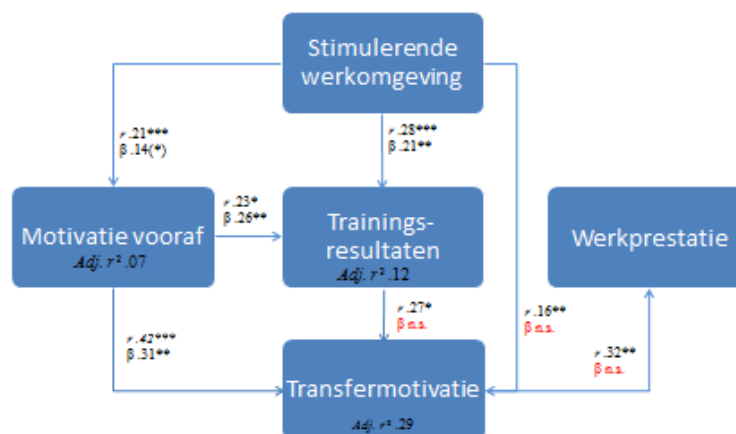 Stimulerende
werkomgeving
r .21***
β .14(*)
r .28***
β .21**
r .23*
β .26**
Motivatie vooraf
Adj. r² .07
Trainings-
resultaten
Adj. r² .12
Werkprestatie
r .42***
β .31**
r .27*
β n.s.
r .16**
β n.s.
r .32**
β n.s.
Transfermotivatie
Adj. r² .29